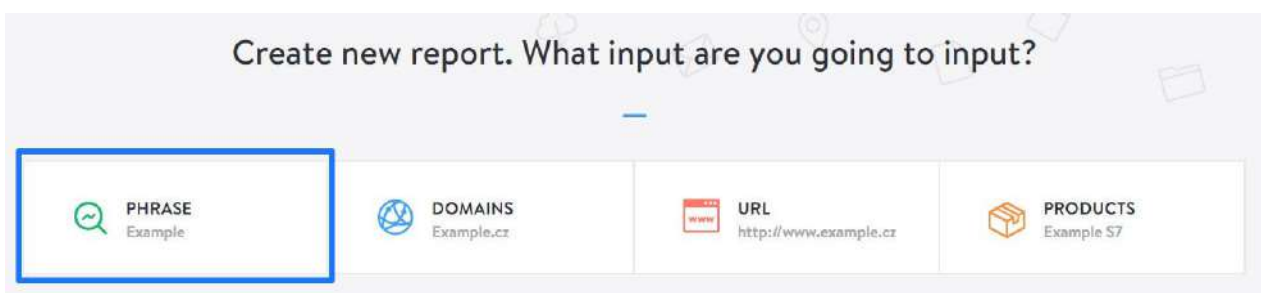 Create new report. What input are you going to input?
PHRASE
Example
DOMAINS
Example.cz
www
URL
http://www.example.cz
PRODUCTS
Example S7